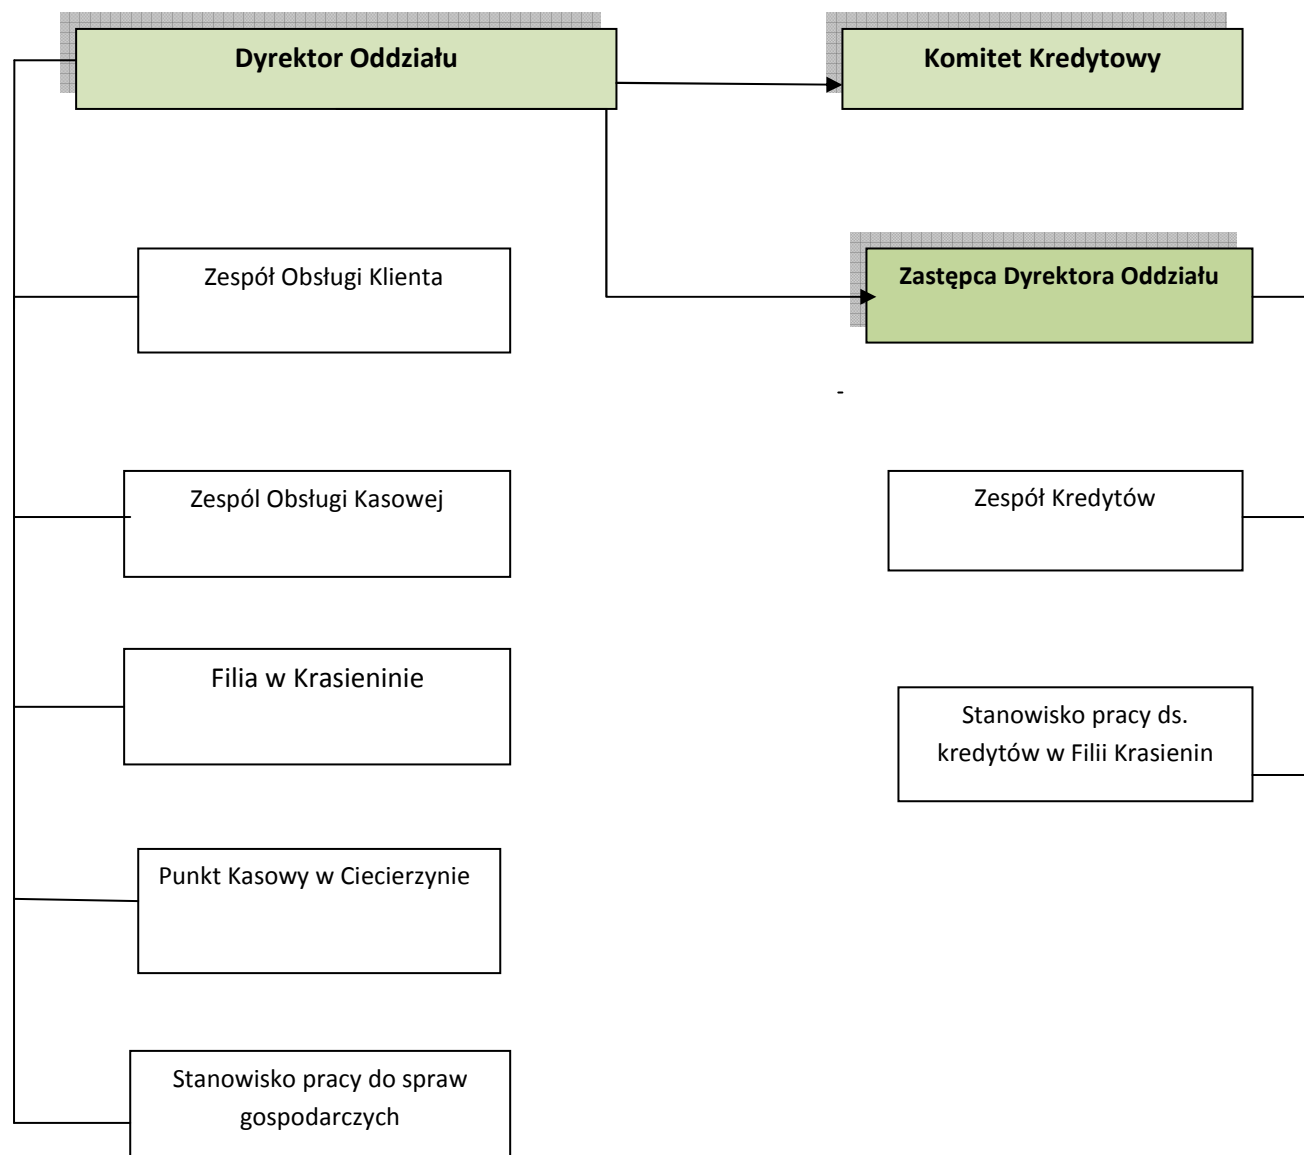 Dyrektor Oddziału
Komitet Kredytowy
Zespół Obsługi Klienta
Zastępca Dyrektora Oddziału
-
Zespól Obsługi Kasowej
Zespół Kredytów
Filia w Krasieninie
Stanowisko pracy ds.
kredytów w Filii Krasienin
Punkt Kasowy w Ciecierzynie
Stanowisko pracy do spraw
gospodarczych